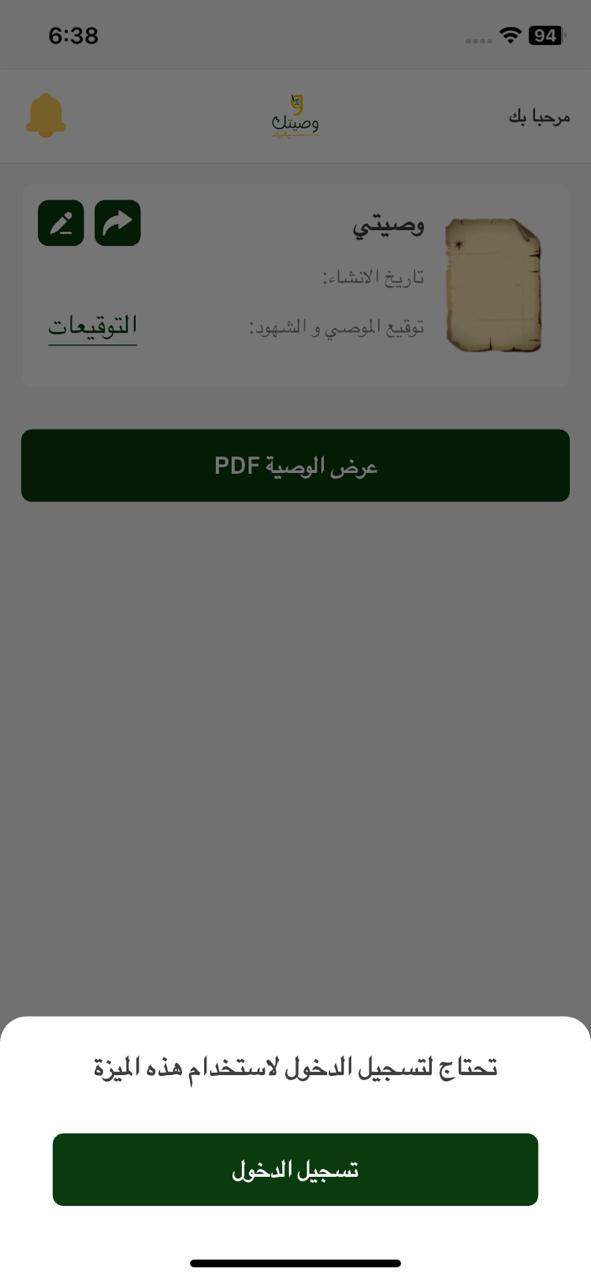 6:38
94
مرحبا بك
وصيتك
وصيتي
تاريخ الانشاء:
توقيع الموصي و الشهود:
التوقيعات
عرض الوصية PDF
تحتاج لتسجيل الدخول لاستخدام هذه الميزة
تسجيل الدخول